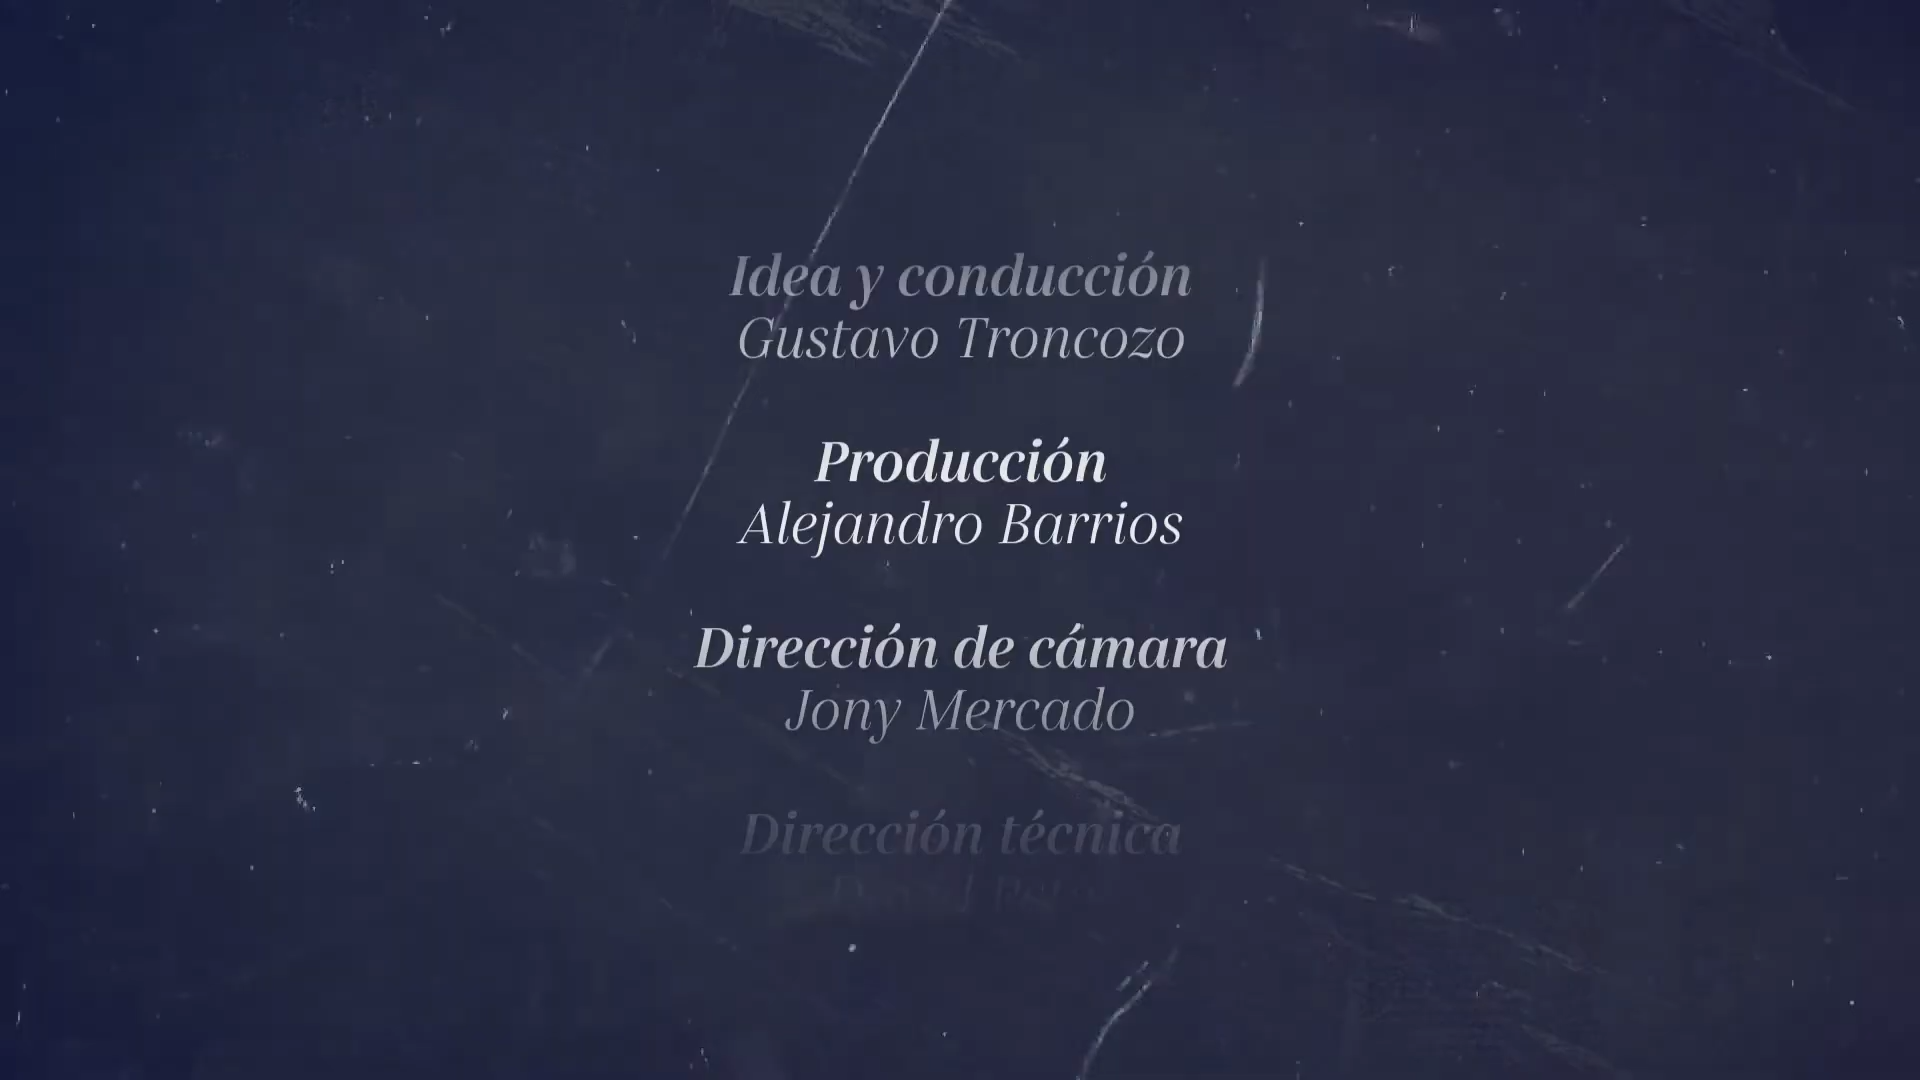 Idea y conducción
Gustavo Troncozo
Producción
Alejandro Barrios
Dirección de cámara
Jony Mercado
Dirección técnica